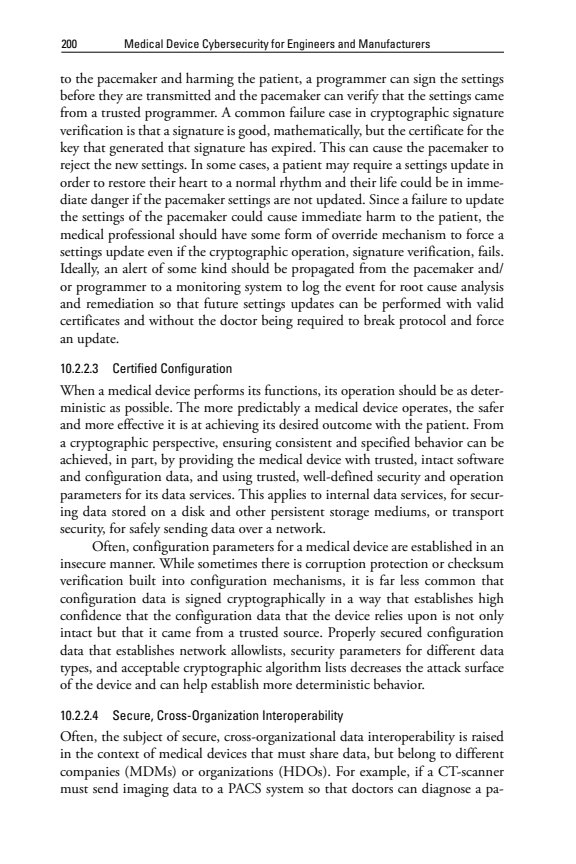 200 Medical Device Cybersecurity for Engineers and Manufacturers
to the pacemaker and harming the patient, a programmer can sign the settings
before they are transmitted and the pacemaker can verify that the settings came
from a trusted programmer. A common failure case in cryptographic signature
verification is that a signature is good, mathematically, but the certificate for the
key that generated that signature has expired. This can cause the pacemaker to
reject the new settings. In some cases, a patient may require a settings update in
order to restore their heart to a normal rhythm and their life could be in imme-
diate danger if the pacemaker settings are not updated. Since a failure to update
the settings of the pacemaker could cause immediate harm to the patient, the
medical professional should have some form of override mechanism to force a
settings update even if the cryptographic operation, signature verification, fails.
Ideally, an alert of some kind should be propagated from the pacemaker and/
or programmer to a monitoring system to log the event for root cause analysis
and remediation so that future settings updates can be performed with valid
certificates and without the doctor being required to break protocol and force
an update.
10.2.2.3 Certified Configuration
When a medical device performs its functions, its operation should be as deter-
ministic as possible. The more predictably a medical device operates, the safer
and more effective it is at achieving its desired outcome with the patient. From
a cryptographic perspective, ensuring consistent and specified behavior can be
achieved, in part, by providing the medical device with trusted, intact software
and configuration data, and using trusted, well-defined security and operation
parameters for its data services. This applies to internal data services, for secur-
ing data stored on a disk and other persistent storage mediums, or transport
security, for safely sending data over a network.
Often, configuration parameters for a medical device are established in an
insecure manner. While sometimes there is corruption protection or checksum
verification built into configuration mechanisms, it is far less common that
configuration data is signed cryptographically in a way that establishes high
confidence that the configuration data that the device relies upon is not only
intact but that it came from a trusted source. Properly secured configuration
data that establishes network allowlists, security parameters for different data
types, and acceptable cryptographic algorithm lists decreases the attack surface
of the device and can help establish more deterministic behavior.
10.2.2.4 Secure, Cross-Organization Interoperability
Often, the subject of secure, cross-organizational data interoperability is raised
in the context of medical devices that must share data, but belong to different
companies (MDMs) or organizations (HDOs). For example, if a CT-scanner
must send imaging data to a PACS system so that doctors can diagnose a pa-